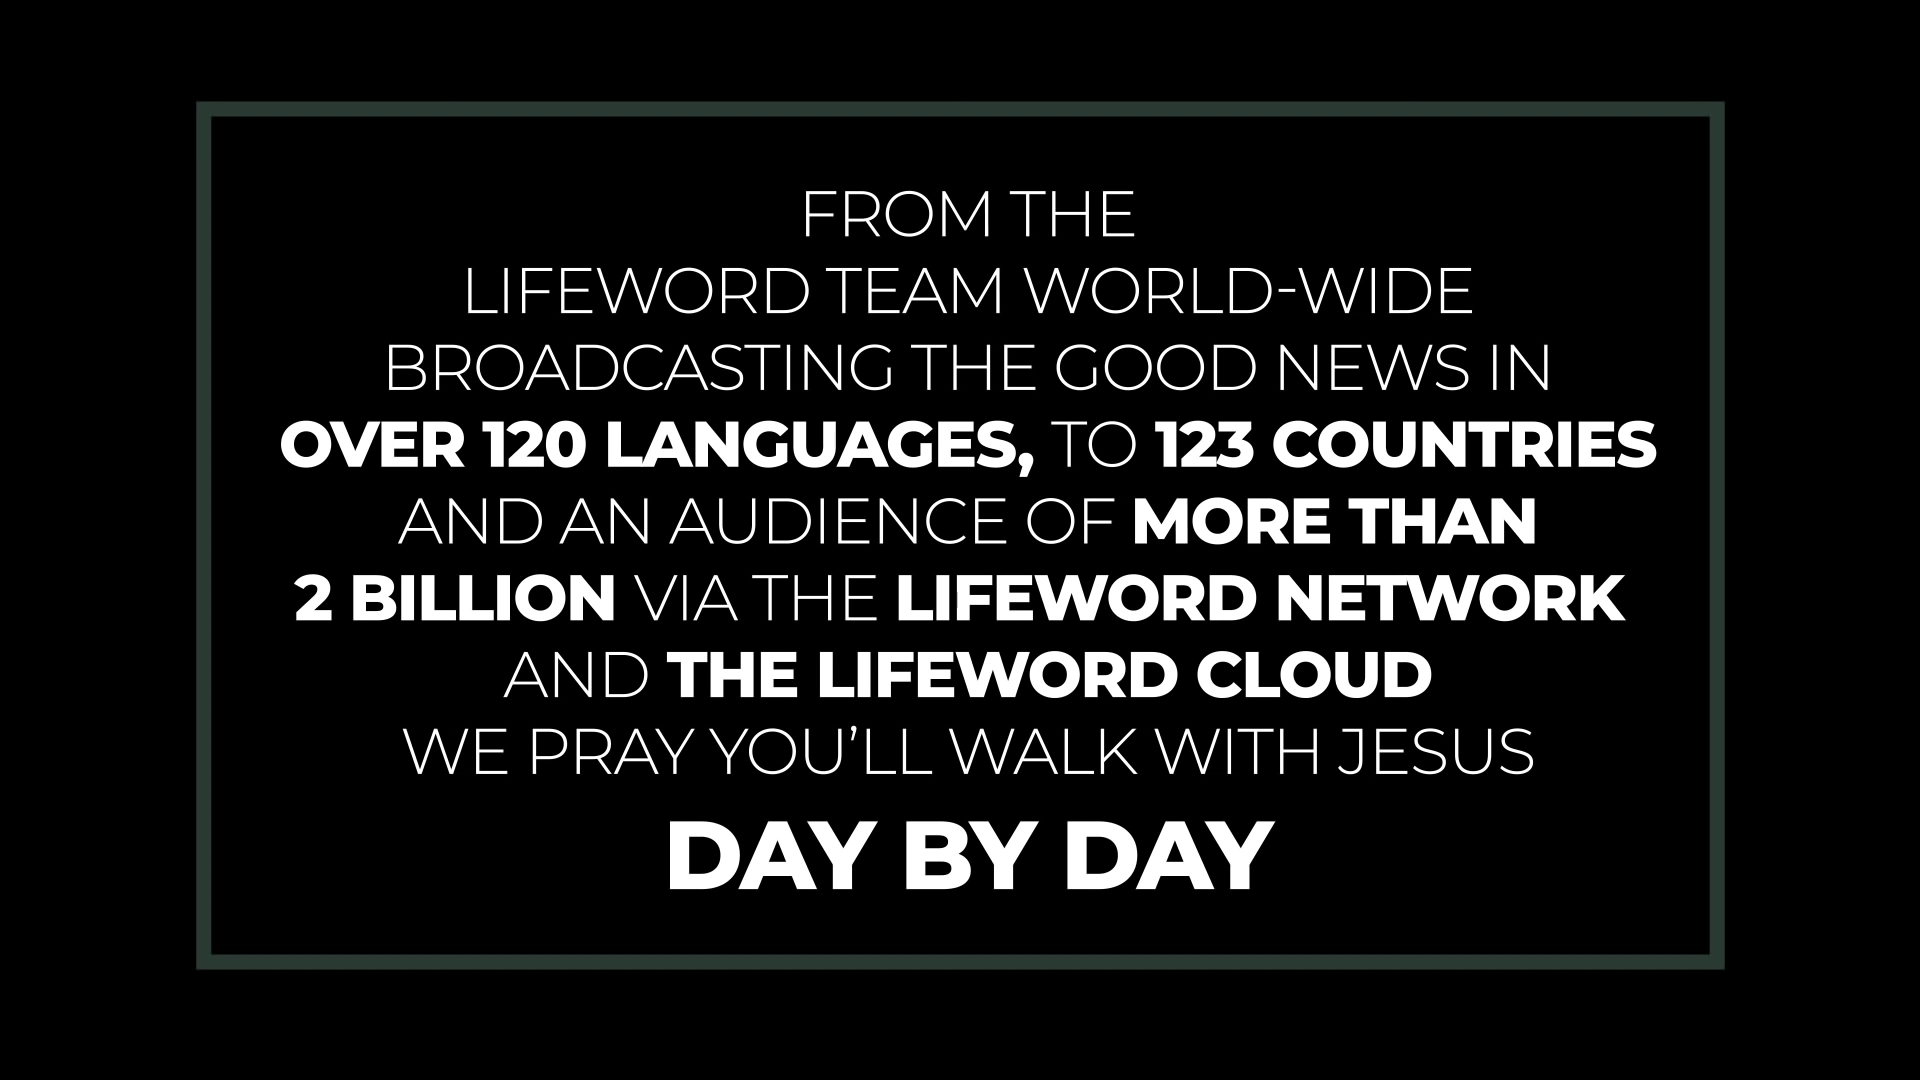 FROM THE
LIFEWORD TEAM WORLD-WIDE
BROADCASTING THE GOOD NEWS IN
OVER 120 LANGUAGES, TO 123 COUNTRIES
AND AN AUDIENCE OF MORE THAN
2 BILLION VIA THE LIFEWORD NETWORK
AND THE LIFEWORD CLOUD
WE PRAY YOU’LL WALK WITH JESUS
DAY BY DAY